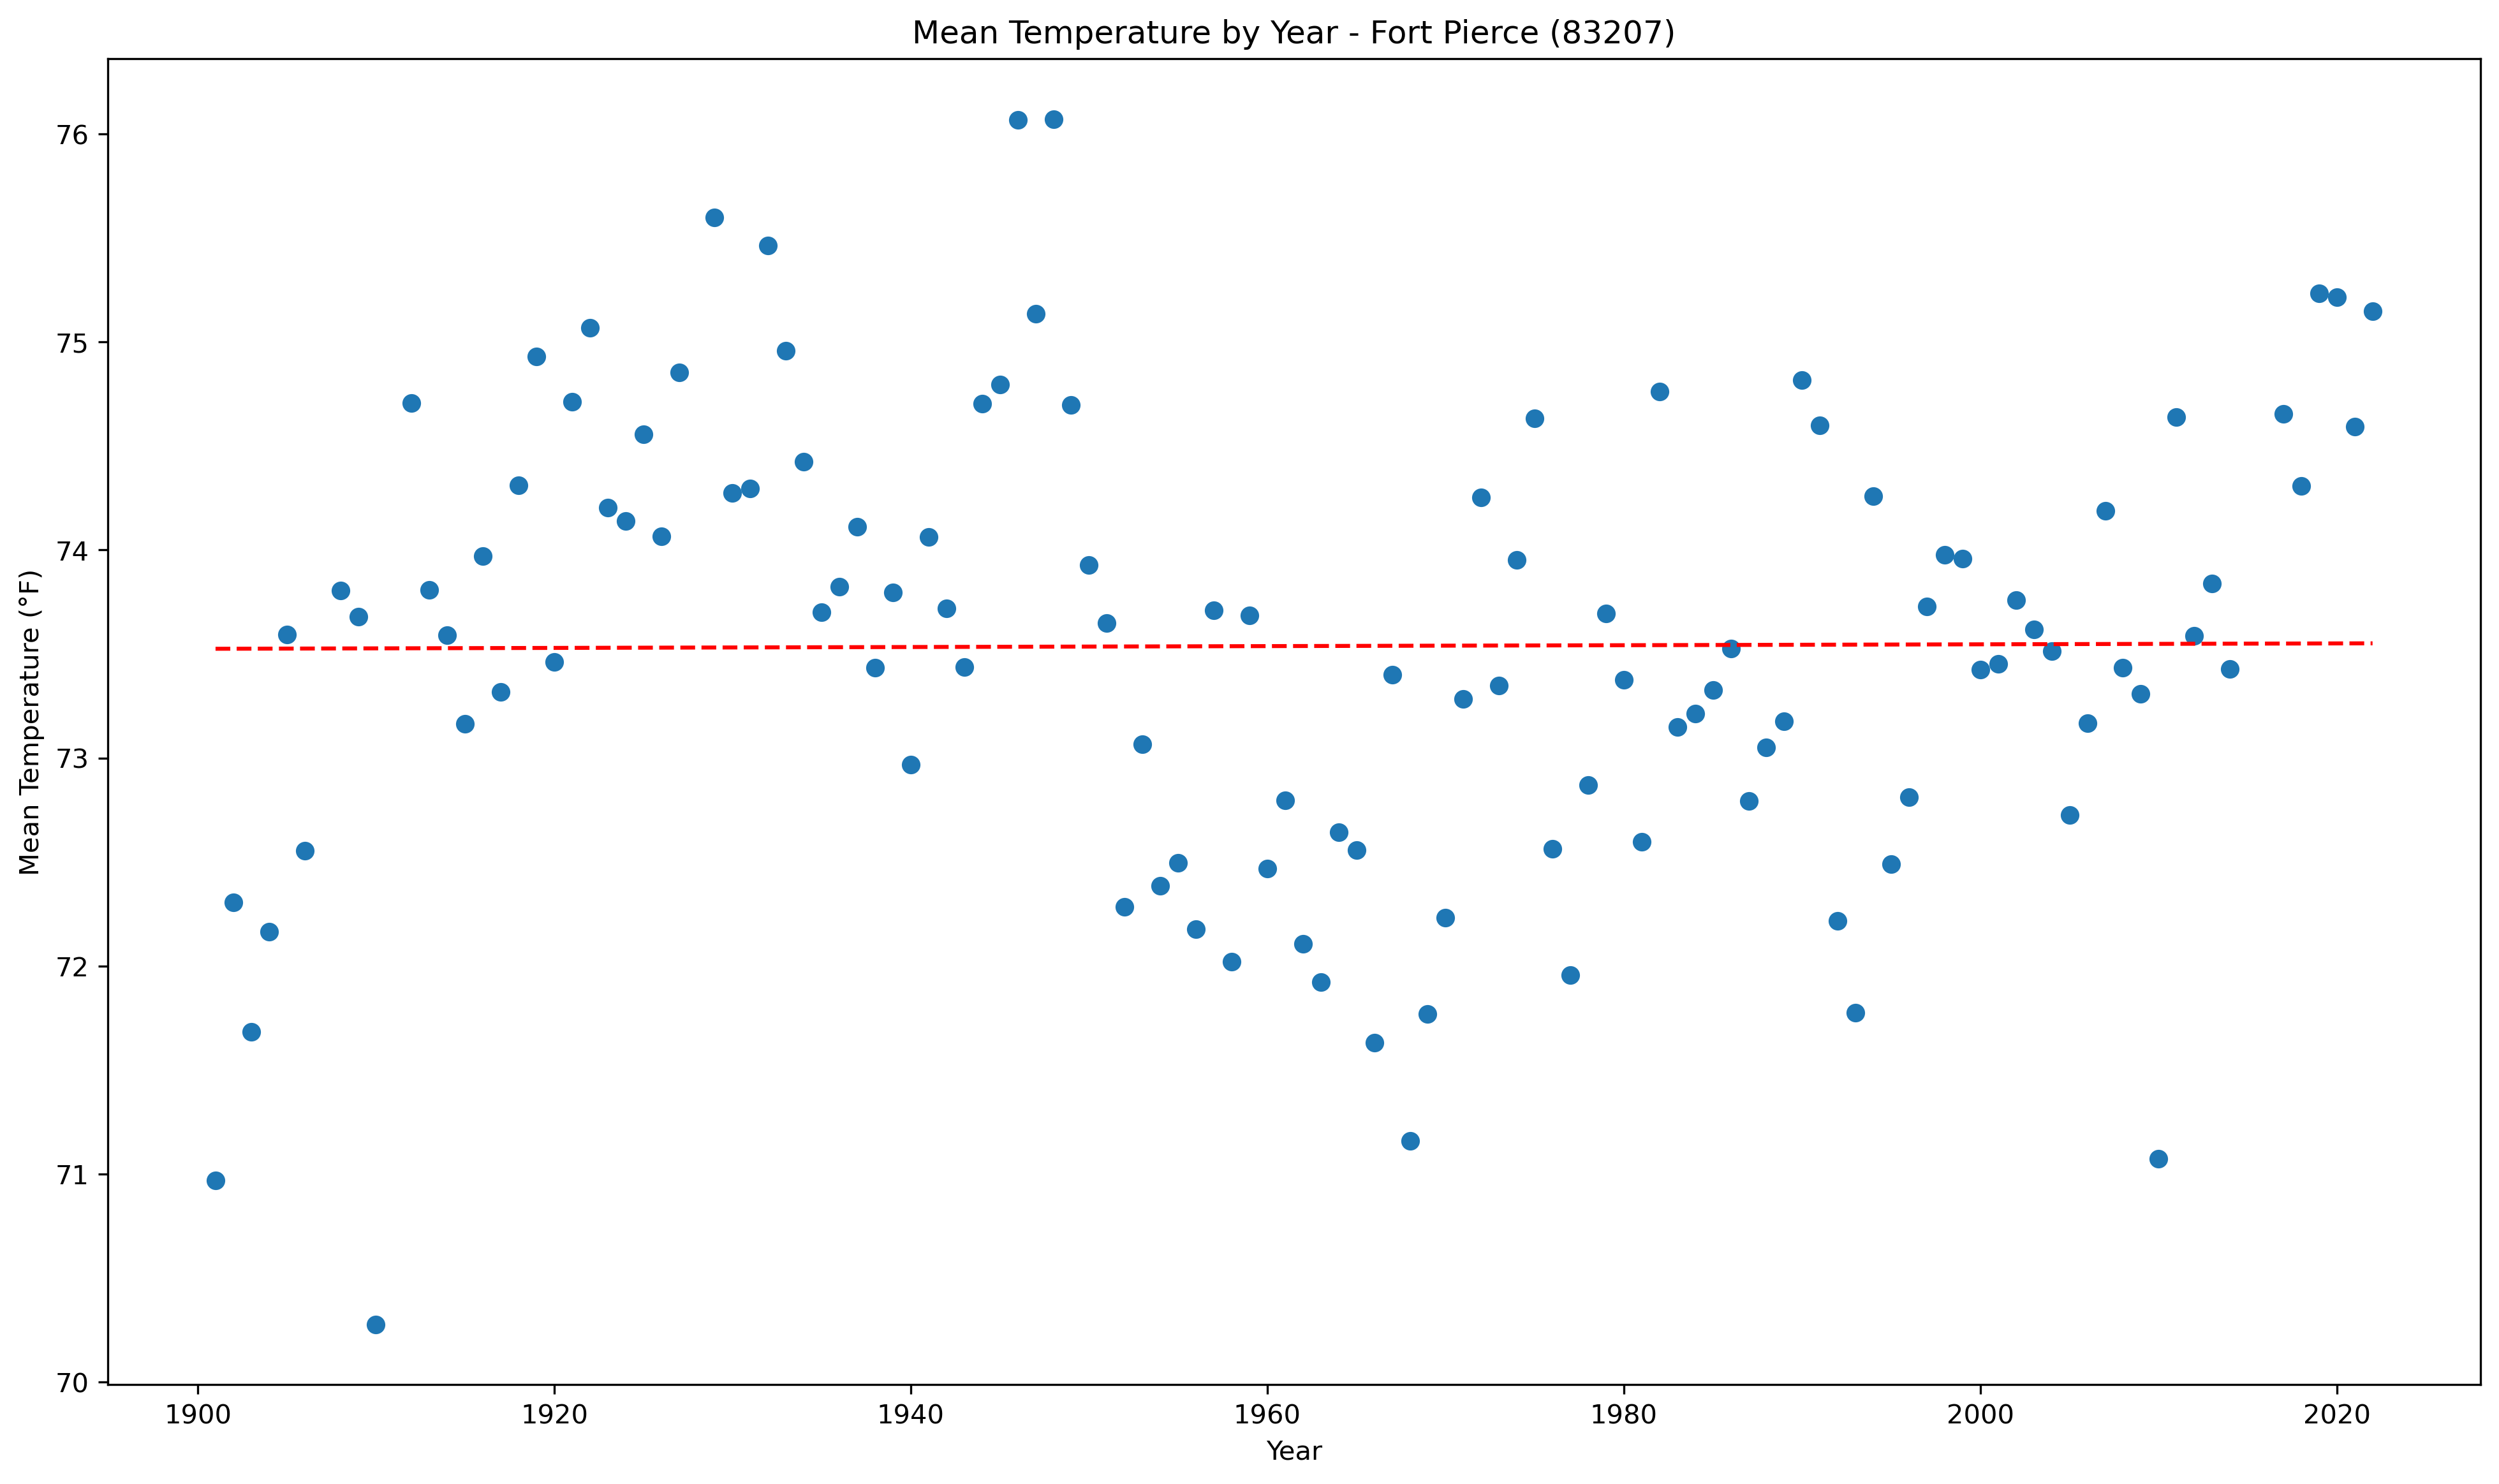 Mean Temperature by Year - Fort Pierce (83207)
Mean Temperature (°F)
76
75
74
73
72
71
70
1900 1920 1940 1960 1980 2000 2020
Year